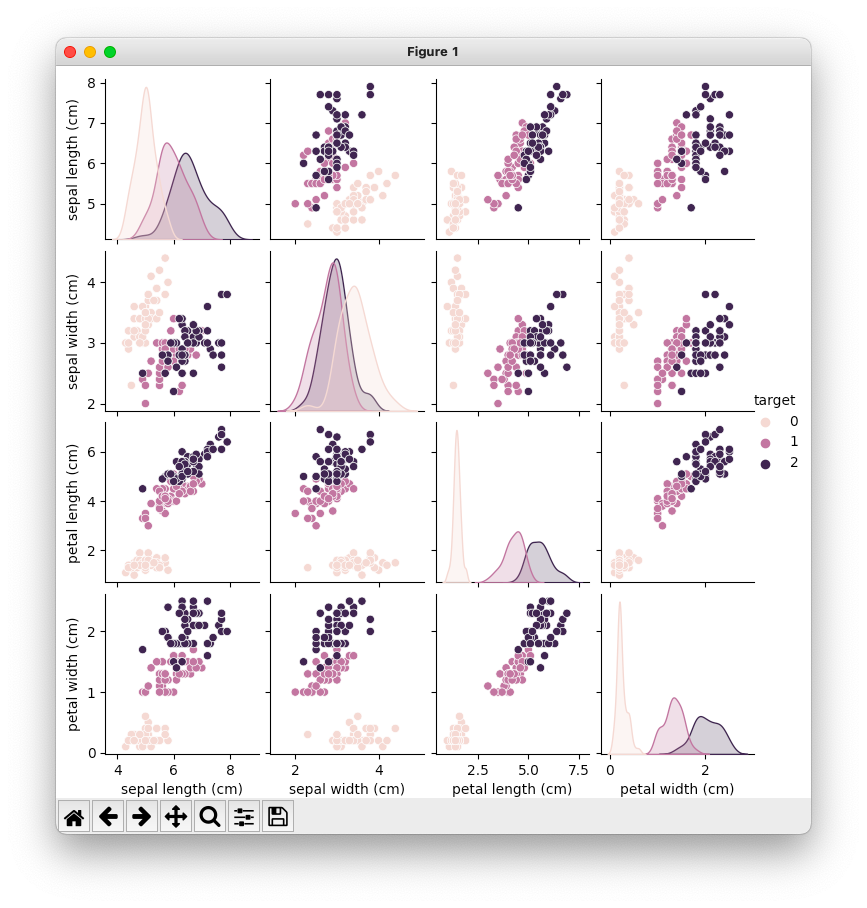 Figure 1
8
7
6
5
sepal length (cm)
4
3
2
sepal width (cm)
6
4
2
petal length (cm)
target
0
1
2
2
1
0
petal width (cm)
4 6 8
2 4
2.5 5.0 7.5
0 2
sepal length (cm)
sepal width (cm)
petal length (cm)
petal width (cm)